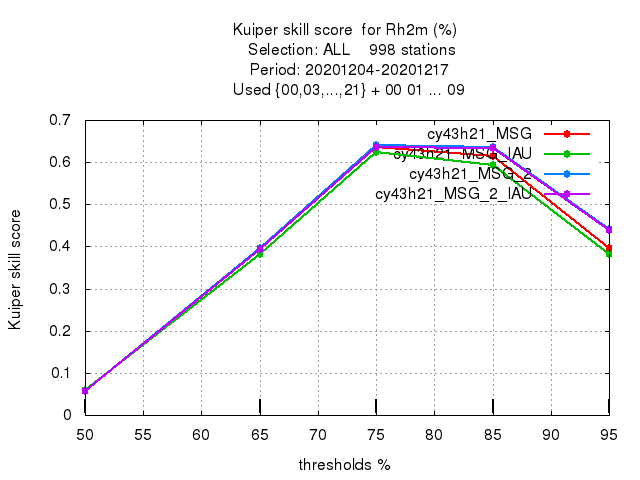 Kuiper skill score  for Rh2m (%)
Selection: ALL    998 stations
Period: 20201204-20201217
Used {00,03,...,21} + 00 01 ... 09
0.7
0.6
0.5
0.4
0.3
0.2
0.1
0
Kuiper skill score
cy43h21_MSG
cy43h21_MSG_IAU
cy43h21_MSG_2
cy43h21_MSG_2_IAU
50 55 60 65 70 75 80 85 90 95
thresholds %